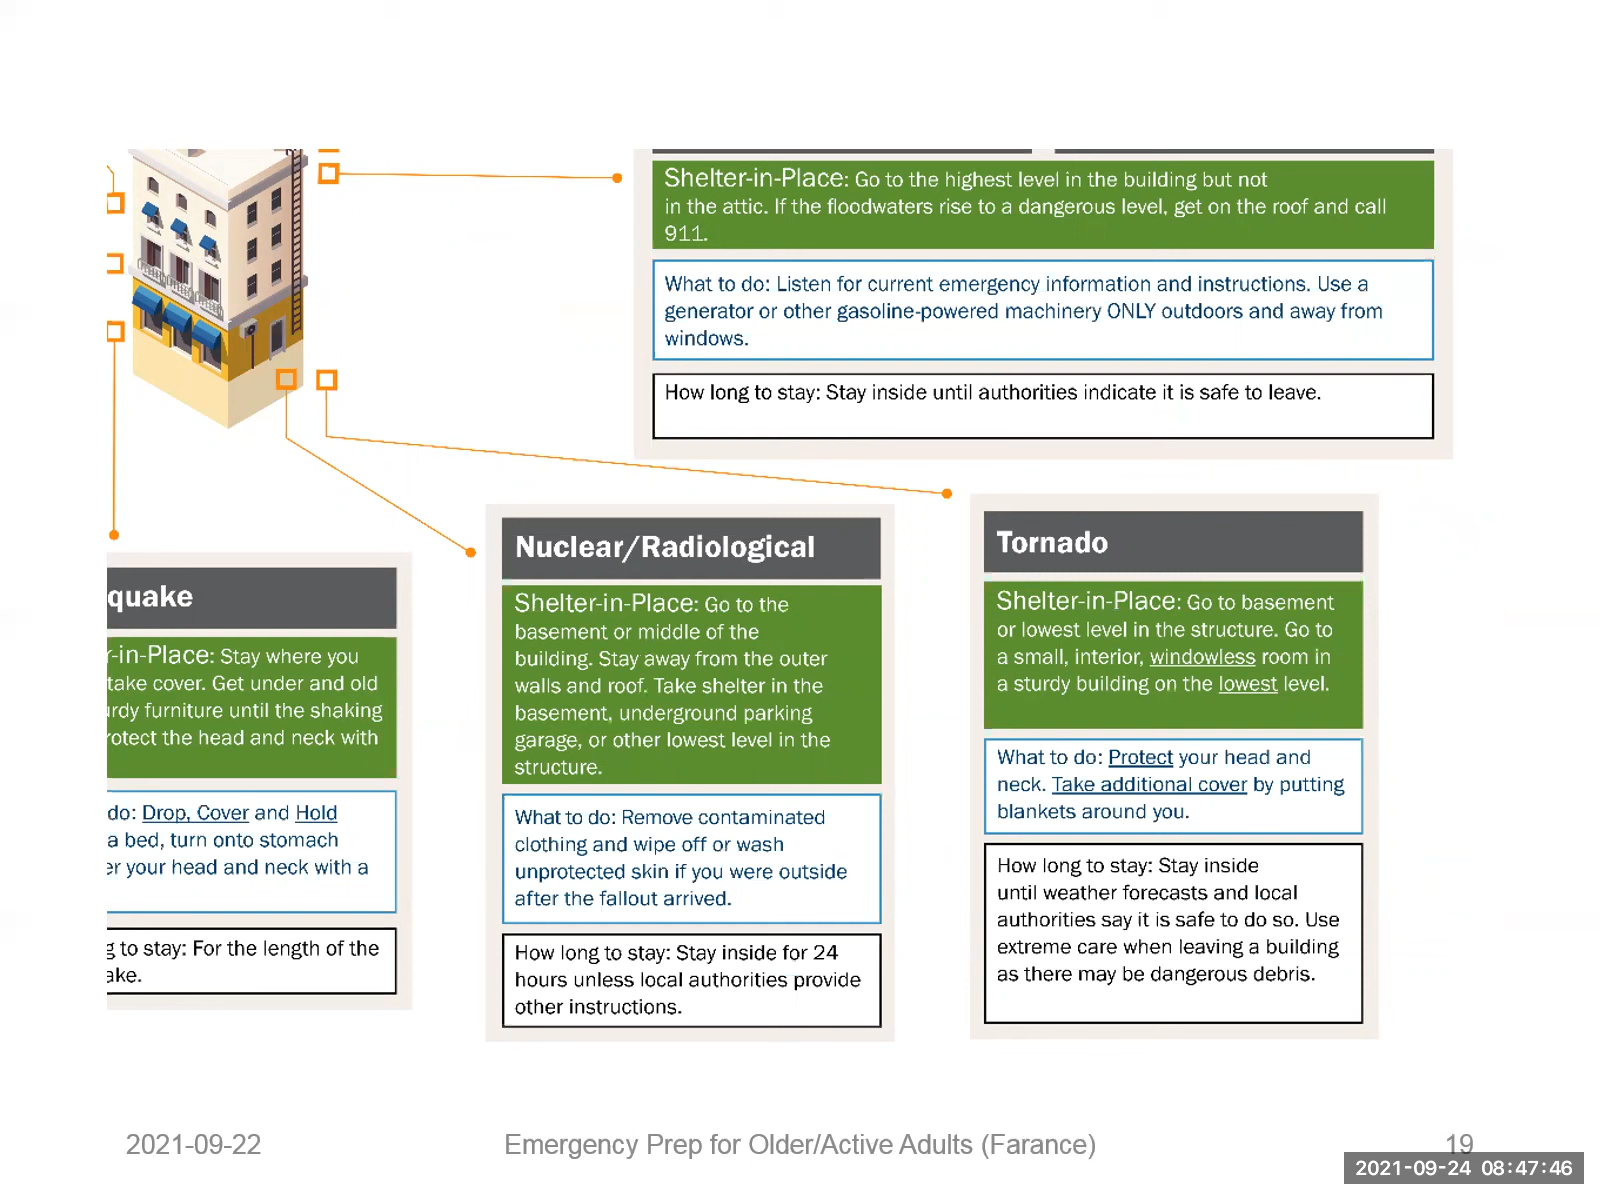 Shelter-in-Place: Go to the highest level in the building but not
in the attic. If the floodwaters rise to a dangerous level, get on the roof and call
911.
What to do: Listen for current emergency information and instructions. Use a
generator or other gasoline-powered machinery ONLY outdoors and away from
windows.
How long to stay: Stay inside until authorities indicate it is safe to leave.
quake
r-in-Place: Stay where you
take cover. Get under and old
urdy furniture until the shaking
rotect the head and neck with
do: Drop, Cover and Hold
a bed, turn onto stomach
er your head and neck with a
g to stay: For the length of the
ake.
Nuclear/Radiological
Shelter-in-Place: Go to the
basement or middle of the
building. Stay away from the outer
walls and roof. Take shelter in the
basement, underground parking
garage, or other lowest level in the
structure.
What to do: Remove contaminated
clothing and wipe off or wash
unprotected skin if you were outside
after the fallout arrived.
How long to stay: Stay inside for 24
hours unless local authorities provide
other instructions.
Tornado
Shelter-in-Place: Go to basement
or lowest level in the structure. Go to
a small, interior, windowless room in
a sturdy building on the lowest level.
What to do: Protect your head and
neck. Take additional cover by putting
blankets around you.
How long to stay: Stay inside
until weather forecasts and local
authorities say it is safe to do so. Use
extreme care when leaving a building
as there may be dangerous debris.
2021-09-22
Emergency Prep for Older/Active Adults (Farance)
19
2021-09-24 08:47:46